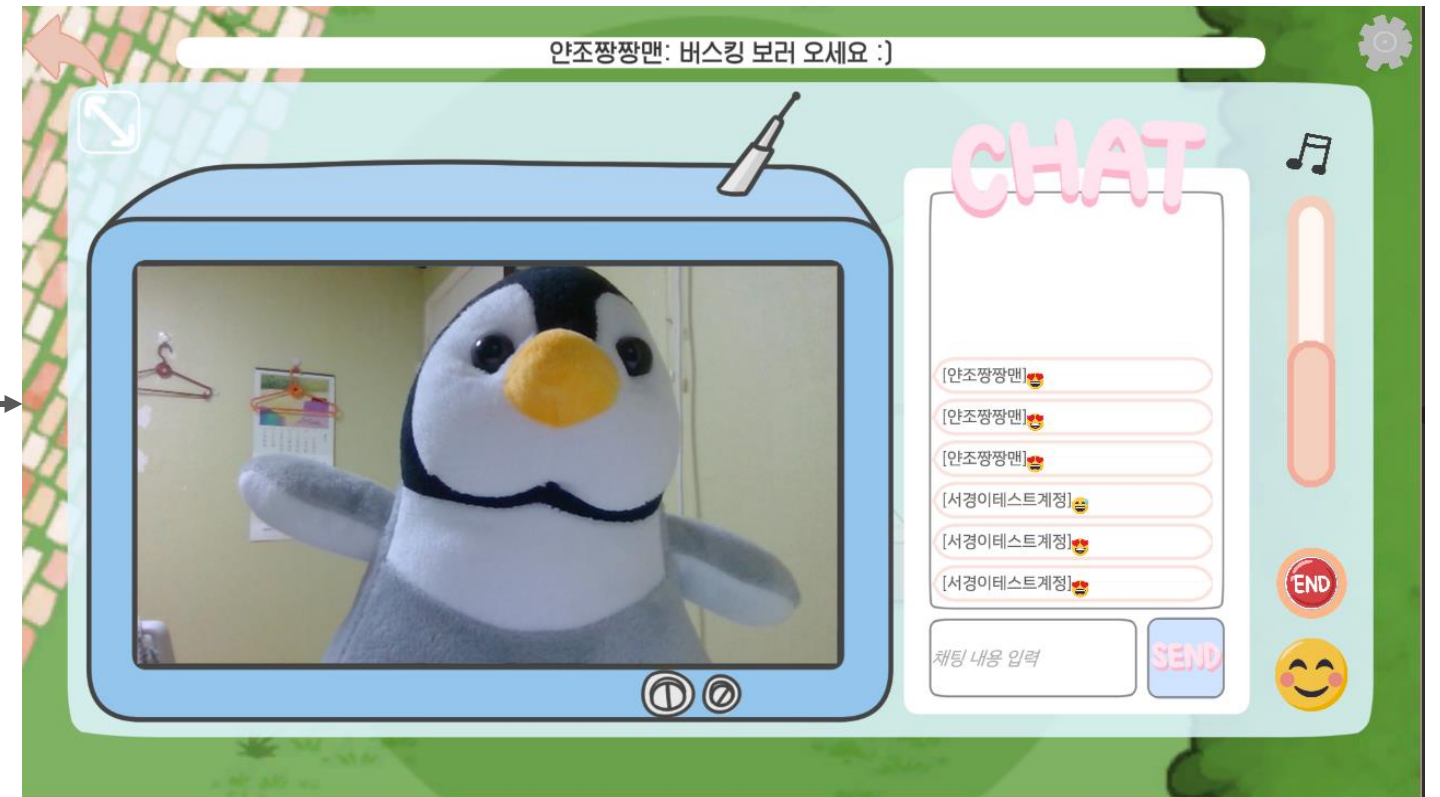 얀조짱짱맨: 버스킹 보러 오세요 :)
CHAT
[얀조짱짱맨]😍
[얀조짱짱맨]😍
[얀조짱짱맨]😍
[서경이테스트계정]😅
[서경이테스트계정]😍
[서경이테스트계정]😍
채팅 내용 입력
SEND
END